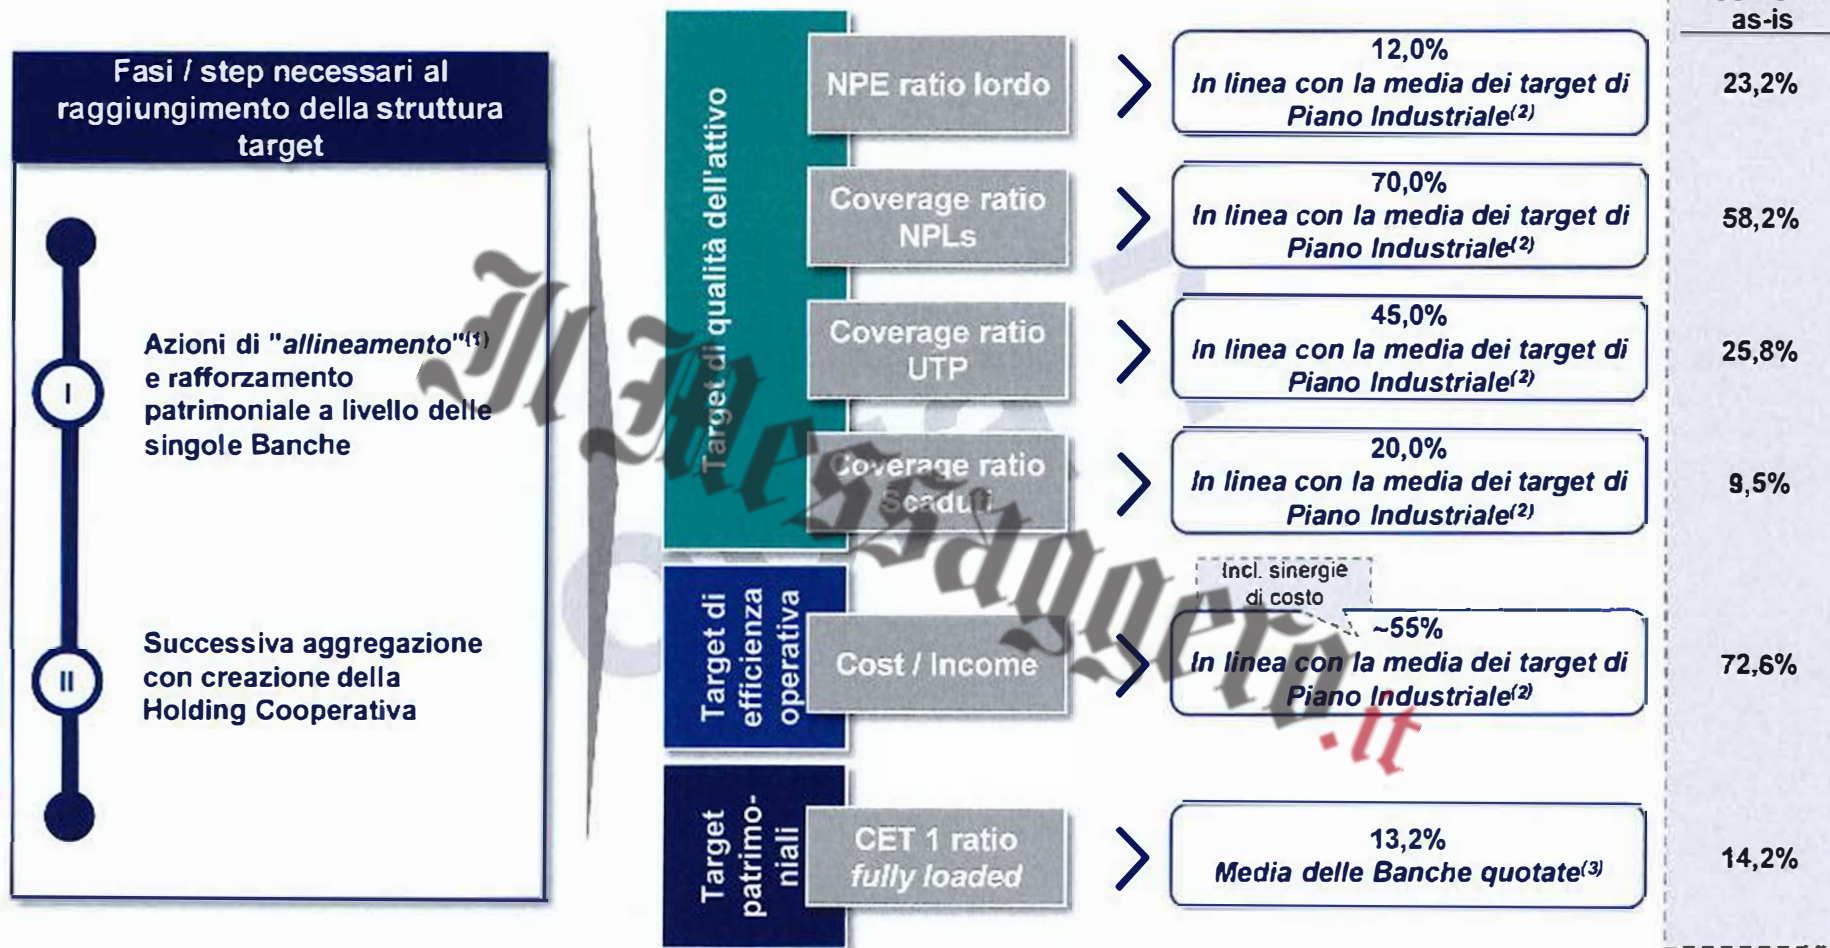 as-is
Fasi / step necessari al
raggiungimento della struttura
target
I
Azioni di "allineamento"(1)
e rafforzamento
patrimoniale a livello delle
singole Banche
II
Successiva aggregazione
con creazione della
Holding Cooperativa
Target di qualità dell'attivo
NPE ratio lordo
12,0%
In linea con la media dei target di
Piano Industriale(2)
23,2%
Coverage ratio
NPLs
70,0%
In linea con la media dei target di
Piano Industriale(2)
58,2%
Coverage ratio
UTP
45,0%
In linea con la media dei target di
Piano Industriale(2)
25,8%
Coverage ratio
Scaduti
20,0%
In linea con la media dei target di
Piano Industriale(2)
9,5%
Target di
efficienza
operativa
Cost / Income
Incl. sinergie
di costo
~55%
In linea con la media dei target di
Piano Industriale(2)
72,6%
Target
patrimo-
niali
CET 1 ratio
fully loaded
13,2%
Media delle Banche quotate(3)
14,2%
Il Messaggero.it